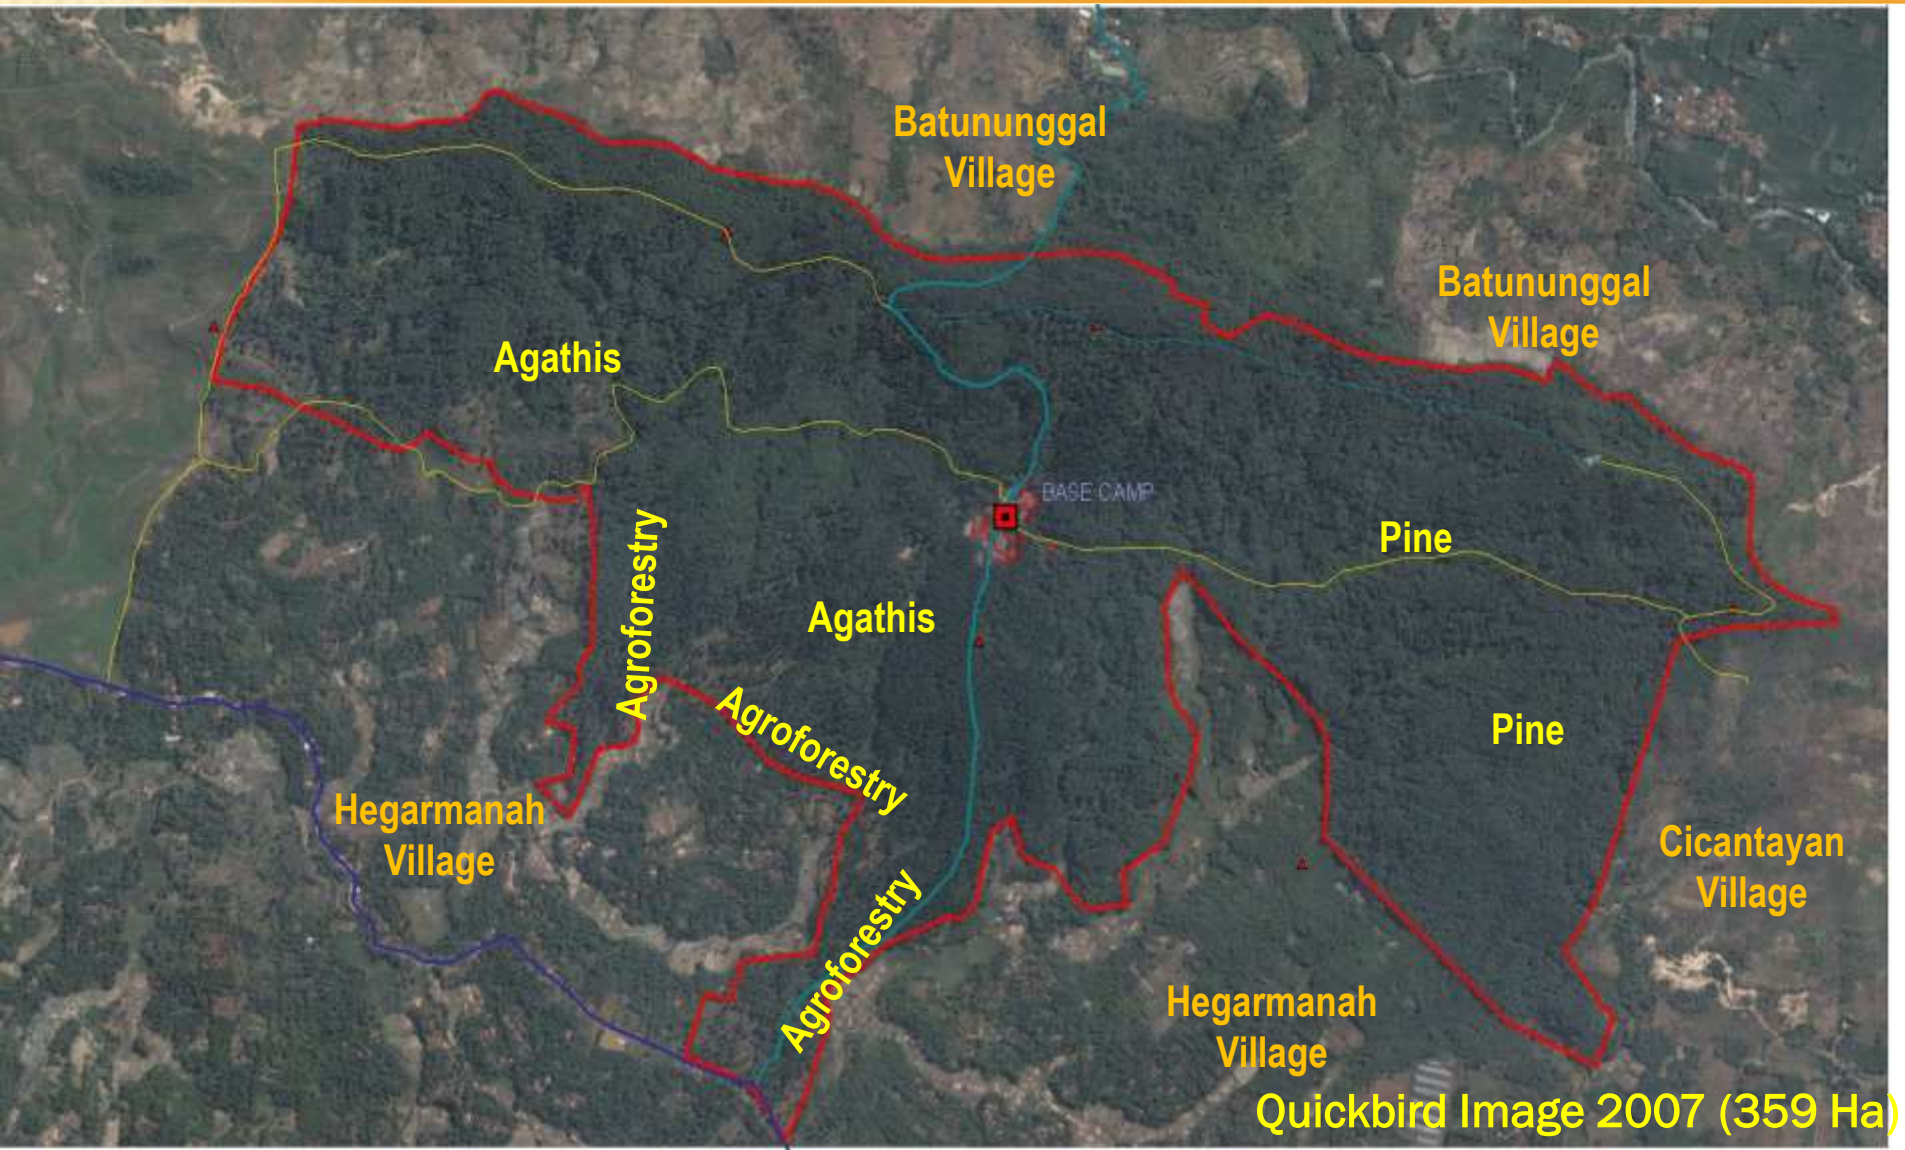 Batununggal
Village
Batununggal
Village
Agathis
BASE CAMP
Pine
Agroforestry
Agathis
Agroforestry
Pine
Hegarmanah
Village
Cicantayan
Village
Agroforestry
Hegarmanah
Village
Quickbird Image 2007 (359 Ha)